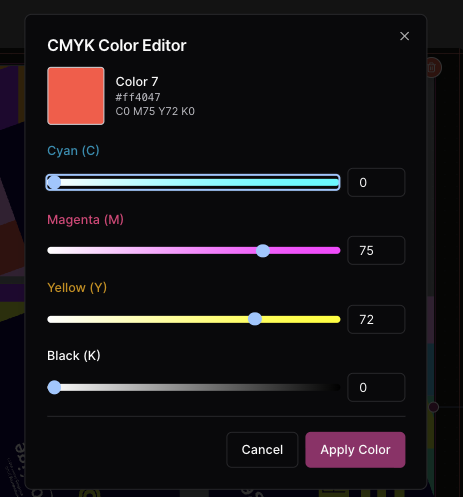 CMYK Color Editor
Color 7
#ff4047
C0 M75 Y72 K0
Cyan (C)
0
Magenta (M)
75
Yellow (Y)
72
Black (K)
0
Cancel
Apply Color